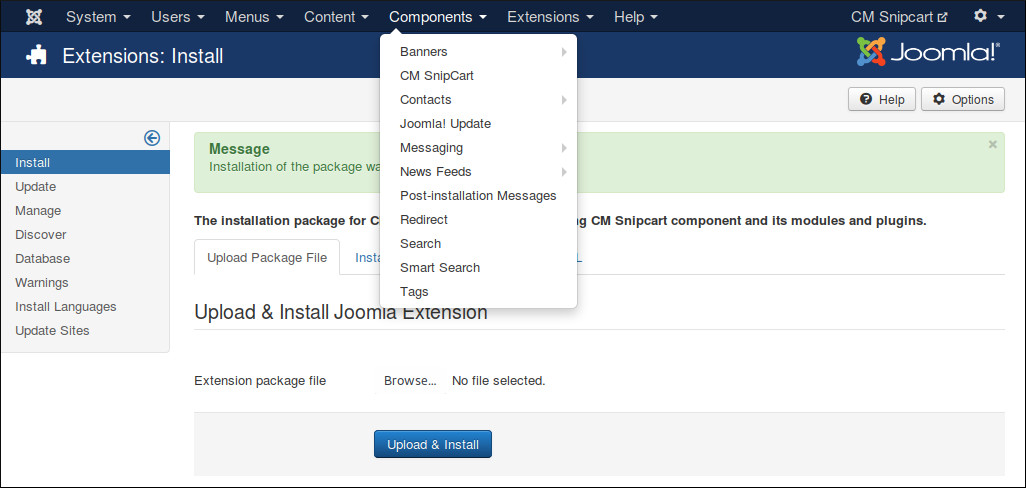 System Users Menus Content Components Extensions Help CM Snipcart
Extensions: Install Joomla!®
Help Options
Banners
CM SnipCart
Contacts
Joomla! Update
Messaging
News Feeds
Post-installation Messages
Redirect
Search
Smart Search
Tags
Install
Update
Manage
Discover
Database
Warnings
Install Languages
Update Sites
Message ×
Installation of the package
The installation package for CM Snipcart component and its modules and plugins.
Upload Package File
Upload & Install Joomla Extension
Extension package file Browse... No file selected.
Upload & Install